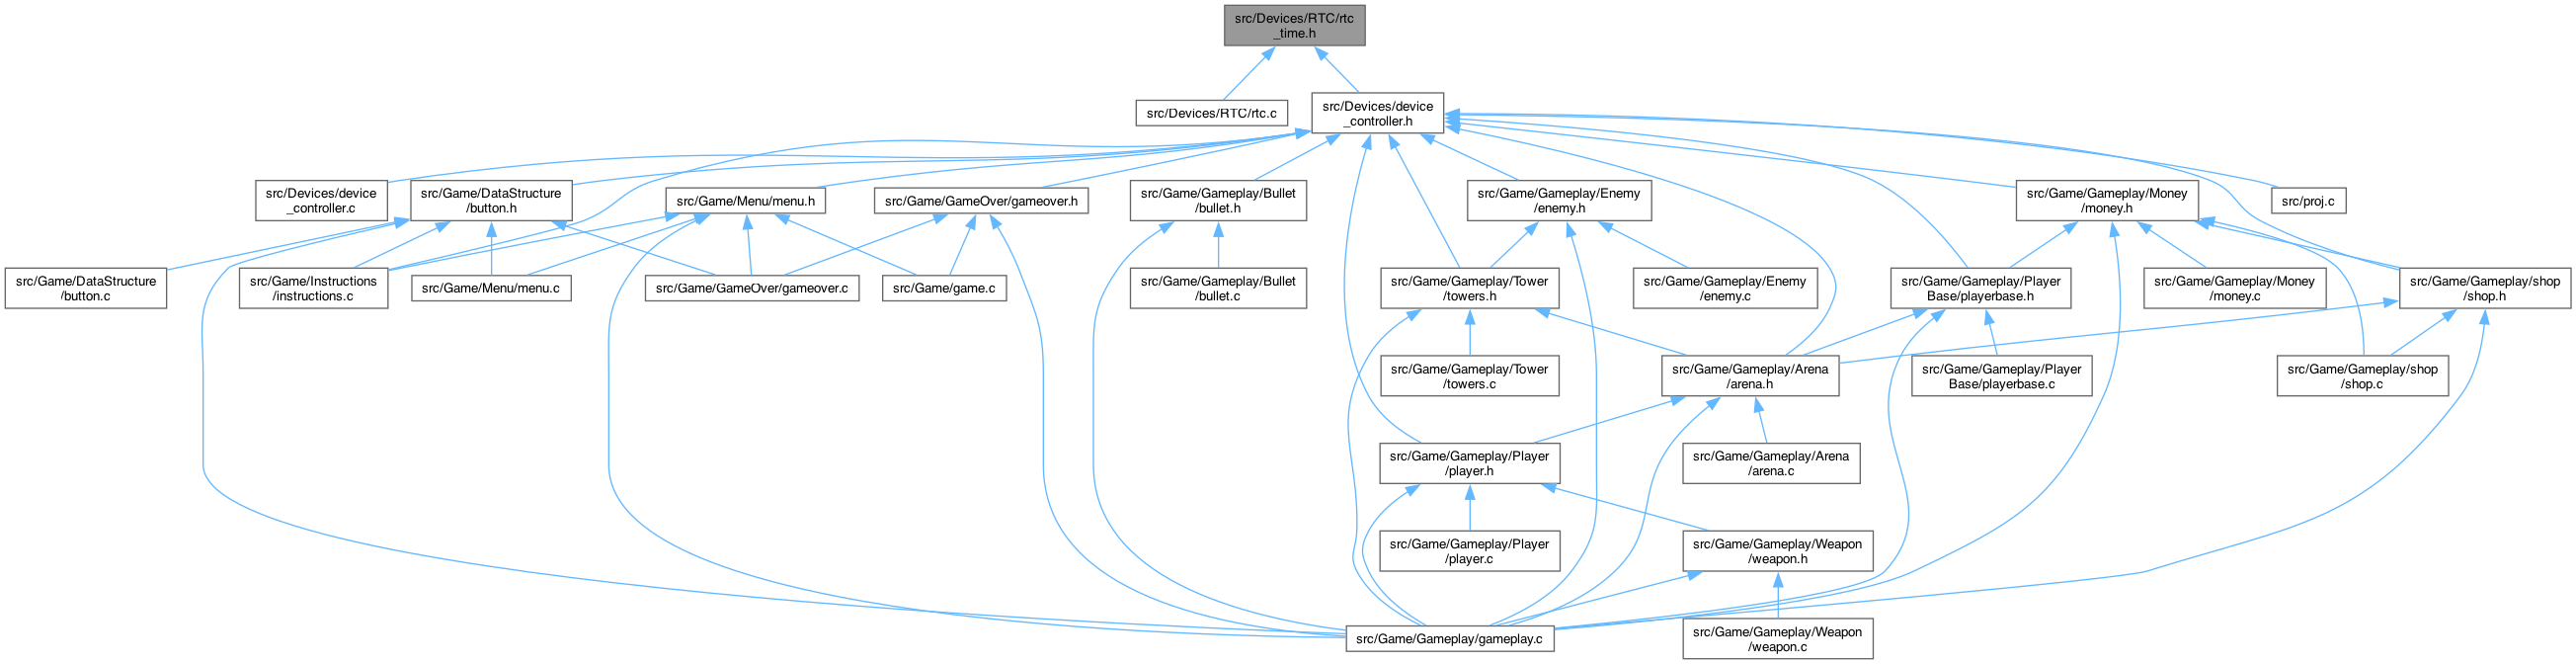 src/Devices/RTC/rtc
_time.h
src/Devices/RTC/rtc.c
src/Devices/device
_controller.h
src/Devices/device
_controller.c
src/Game/DataStructure
/button.h
src/Game/Menu/menu.h
src/Game/GameOver/gameover.h
src/Game/Gameplay/Bullet
/bullet.h
src/Game/Gameplay/Enemy
/enemy.h
src/Game/Gameplay/Money
/money.h
src/proj.c
src/Game/DataStructure
/button.c
src/Game/Instructions
/instructions.c
src/Game/Menu/menu.c
src/Game/GameOver/gameover.c
src/Game/game.c
src/Game/Gameplay/Bullet
/bullet.c
src/Game/Gameplay/Tower
/towers.h
src/Game/Gameplay/Enemy
/enemy.c
src/Game/Gameplay/Player
Base/playerbase.h
src/Game/Gameplay/Money
/money.c
src/Game/Gameplay/shop
/shop.h
src/Game/Gameplay/Tower
/towers.c
src/Game/Gameplay/Arena
/arena.h
src/Game/Gameplay/Player
Base/playerbase.c
src/Game/Gameplay/shop
/shop.c
src/Game/Gameplay/Player
/player.h
src/Game/Gameplay/Arena
/arena.c
src/Game/Gameplay/Player
/player.c
src/Game/Gameplay/Weapon
/weapon.h
src/Game/Gameplay/gameplay.c
src/Game/Gameplay/Weapon
/weapon.c